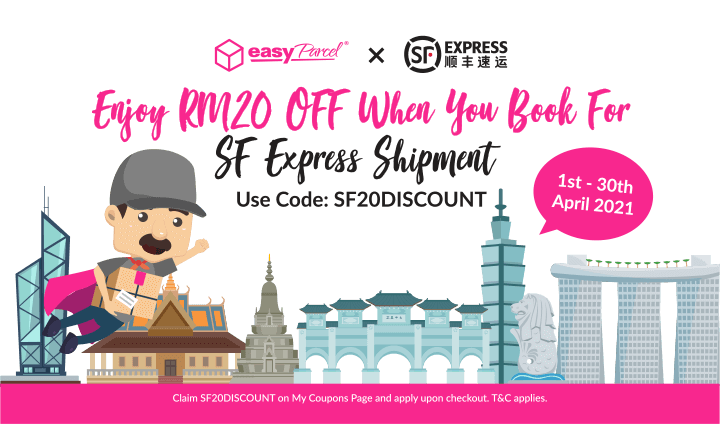 easyParcel®
×
SF EXPRESS
顺丰速运
Enjoy RM20 OFF When You Book For
SF Express Shipment
Use Code: SF20DISCOUNT
1st - 30th
April 2021
Claim SF20DISCOUNT on My Coupons Page and apply upon checkout. T&C applies.